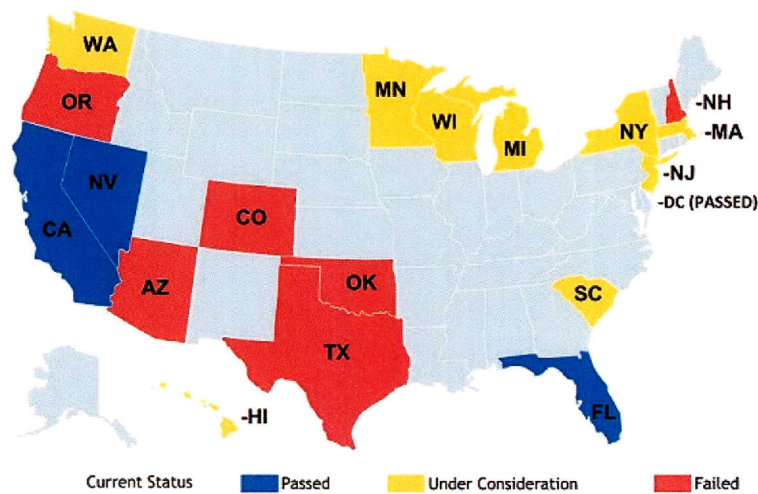 WA
OR
MN
WI
MI
NY
-NH
-MA
-NJ
-DC (PASSED)
NV
CA
CO
AZ
OK
TX
SC
FL
-HI
Current Status Passed Under Consideration Failed